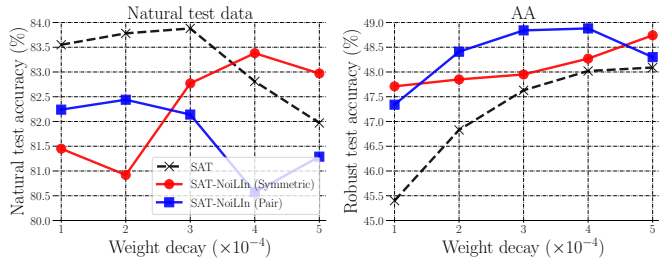 Natural test data
Natural test accuracy (%)
84.0
83.5
83.0
82.5
82.0
81.5
81.0
80.5
80.0
1 2 3 4 5
Weight decay (×10⁻⁴)
SAT
SAT-NoiLIn (Symmetric)
SAT-NoiLIn (Pair)
AA
Robust test accuracy (%)
49.0
48.5
48.0
47.5
47.0
46.5
46.0
45.5
45.0
1 2 3 4 5
Weight decay (×10⁻⁴)